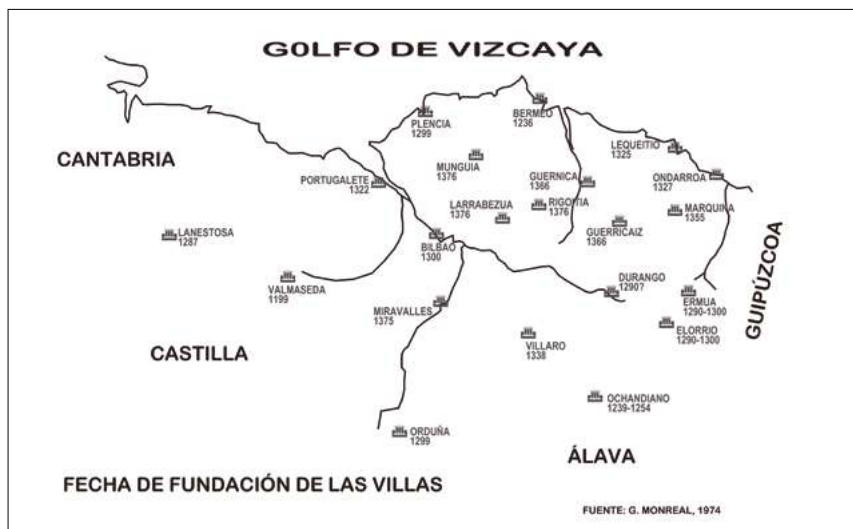 GOLFO DE VIZCAYA
PLENCIA
1299
BERMEO
1236
LEQUEITIO
1325
CANTABRIA
MUNGUIA
1376
GUERNICA
1366
ONDARROA
1327
PORTUGALETE
1322
LARRABEZUA
1376
RIGOITIA
1376
MARQUINA
1355
LANESTOSA
1287
BILBAO
1300
GUERRICAIZ
1366
VALMASEDA
1199
DURANGO
1290?
ERMUA
1290-1300
GUIPÚZCOA
MIRAVALLES
1375
ELORRIO
1290-1300
CASTILLA
VILLARO
1338
OCHANDIANO
1239-1254
ORDUÑA
1299
ÁLAVA
FECHA DE FUNDACIÓN DE LAS VILLAS
FUENTE: G. MONREAL, 1974